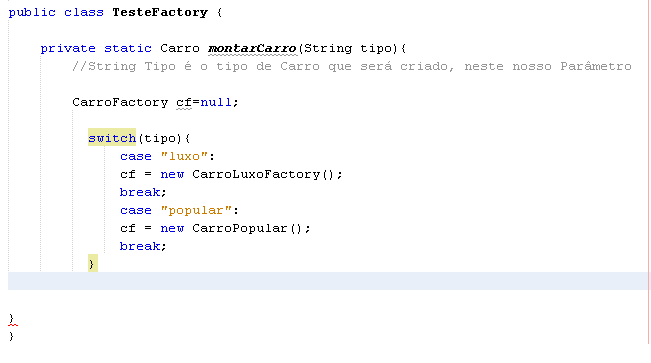 public class TesteFactory {
private static Carro montarCarro(String tipo){
//String Tipo é o tipo de Carro que será criado, neste nosso Parâmetro
CarroFactory cf=null;
switch(tipo){
case "luxo":
cf = new CarroLuxoFactory();
break;
case "popular":
cf = new CarroPopular();
break;
}
}
}